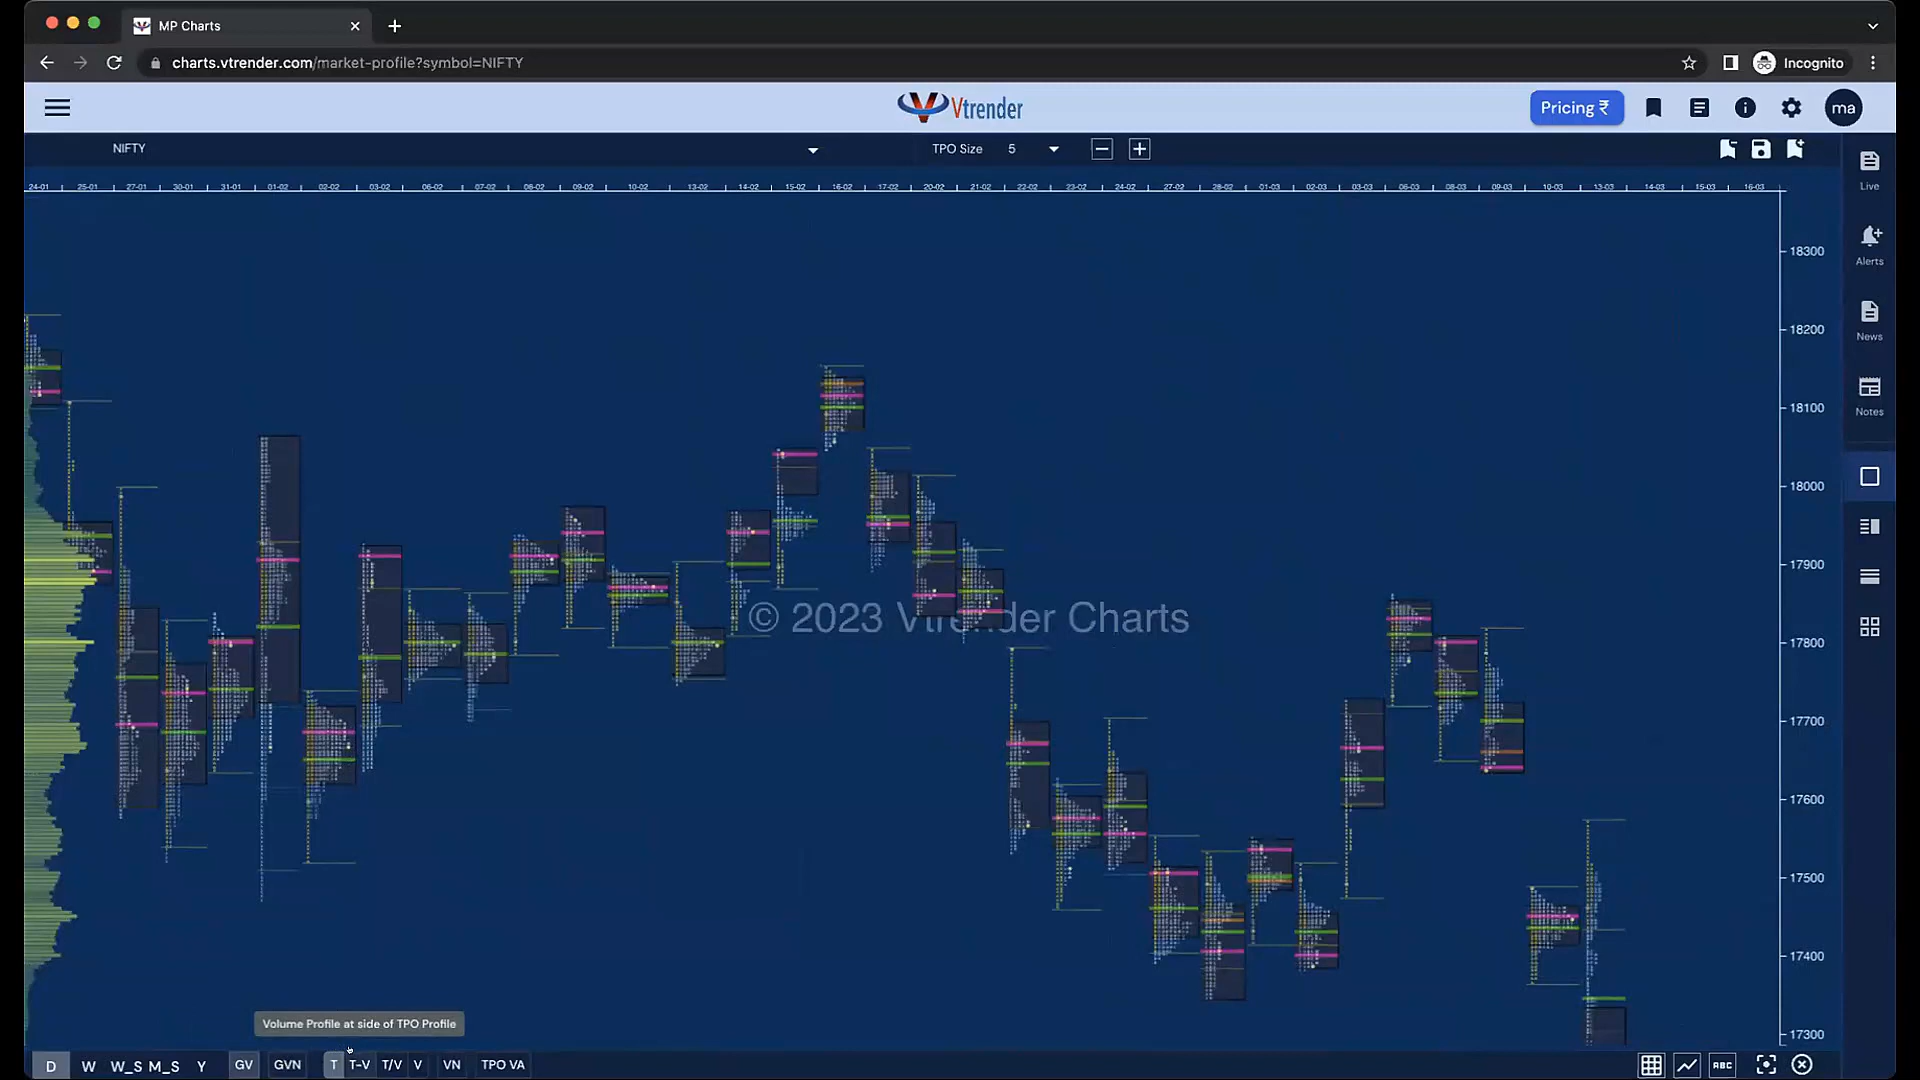 MP Charts
charts.vtrender.com/market-profile?symbol=NIFTY
Incognito
Vtrender
Pricing ₹
ma
NIFTY
TPO Size 5
24-01 25-01 27-01 30-01 31-01 01-02 02-02 03-02 06-02 07-02 08-02 09-02 10-02 13-02 14-02 15-02 16-02 17-02 20-02 21-02 22-02 23-02 24-02 27-02 28-02 01-03 02-03 03-03 06-03 08-03 09-03 10-03 13-03 14-03 15-03 16-03
Live
Alerts
News
Notes
18300
18200
18100
18000
17900
17800
17700
17600
17500
17400
17300
© 2023 Vtrender Charts
Volume Profile at side of TPO Profile
D W W_S M_S Y GV GVN T T-V T/V V VN TPO VA ABC